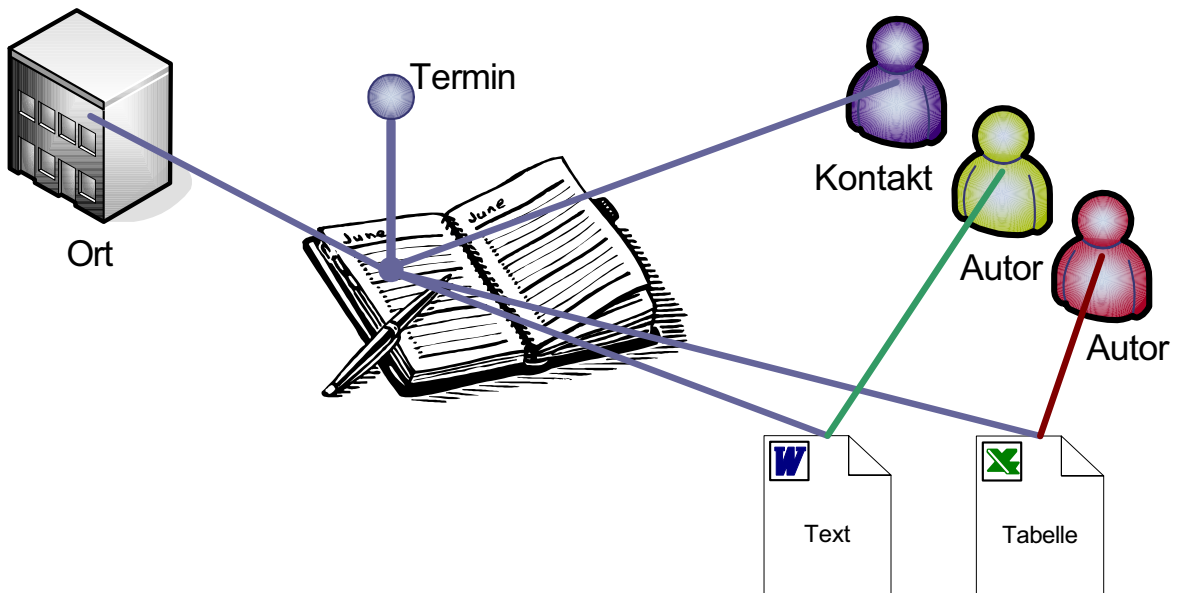 Termin
Kontakt
Ort
June
June
Autor
Autor
W
X
Text
Tabelle